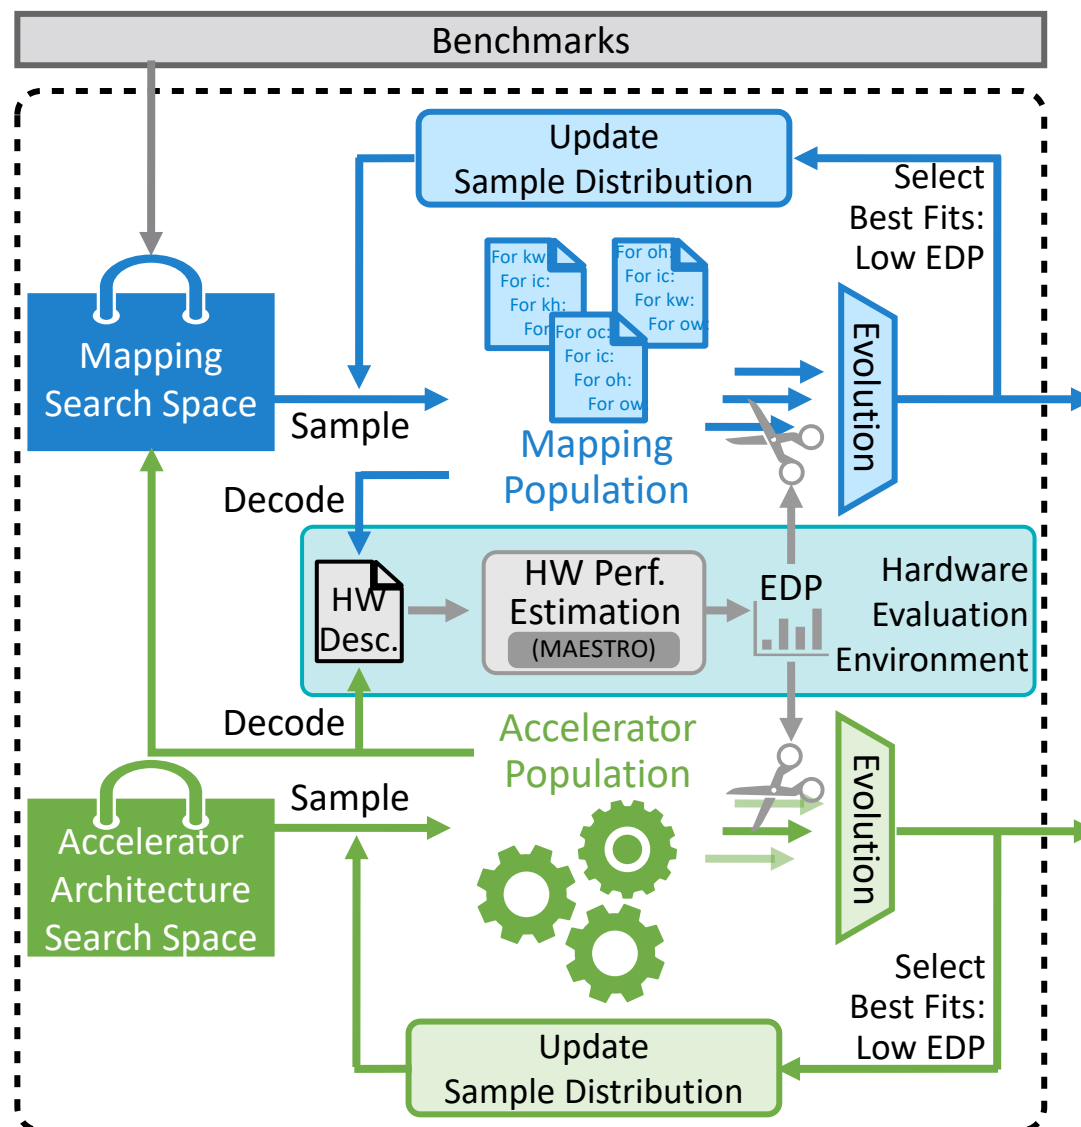 Benchmarks
Update
Sample Distribution
Select
Best Fits:
Low EDP
For kw:
For ic:
For kh:
For
For oh:
For ic:
For kw:
For ow:
For oc:
For ic:
For oh:
For ow:
Mapping
Search Space
Sample
Mapping
Population
Evolution
Decode
HW
Desc.
HW Perf.
Estimation
(MAESTRO)
EDP
Hardware
Evaluation
Environment
Decode
Accelerator
Population
Sample
Accelerator
Architecture
Search Space
Evolution
Select
Best Fits:
Low EDP
Update
Sample Distribution